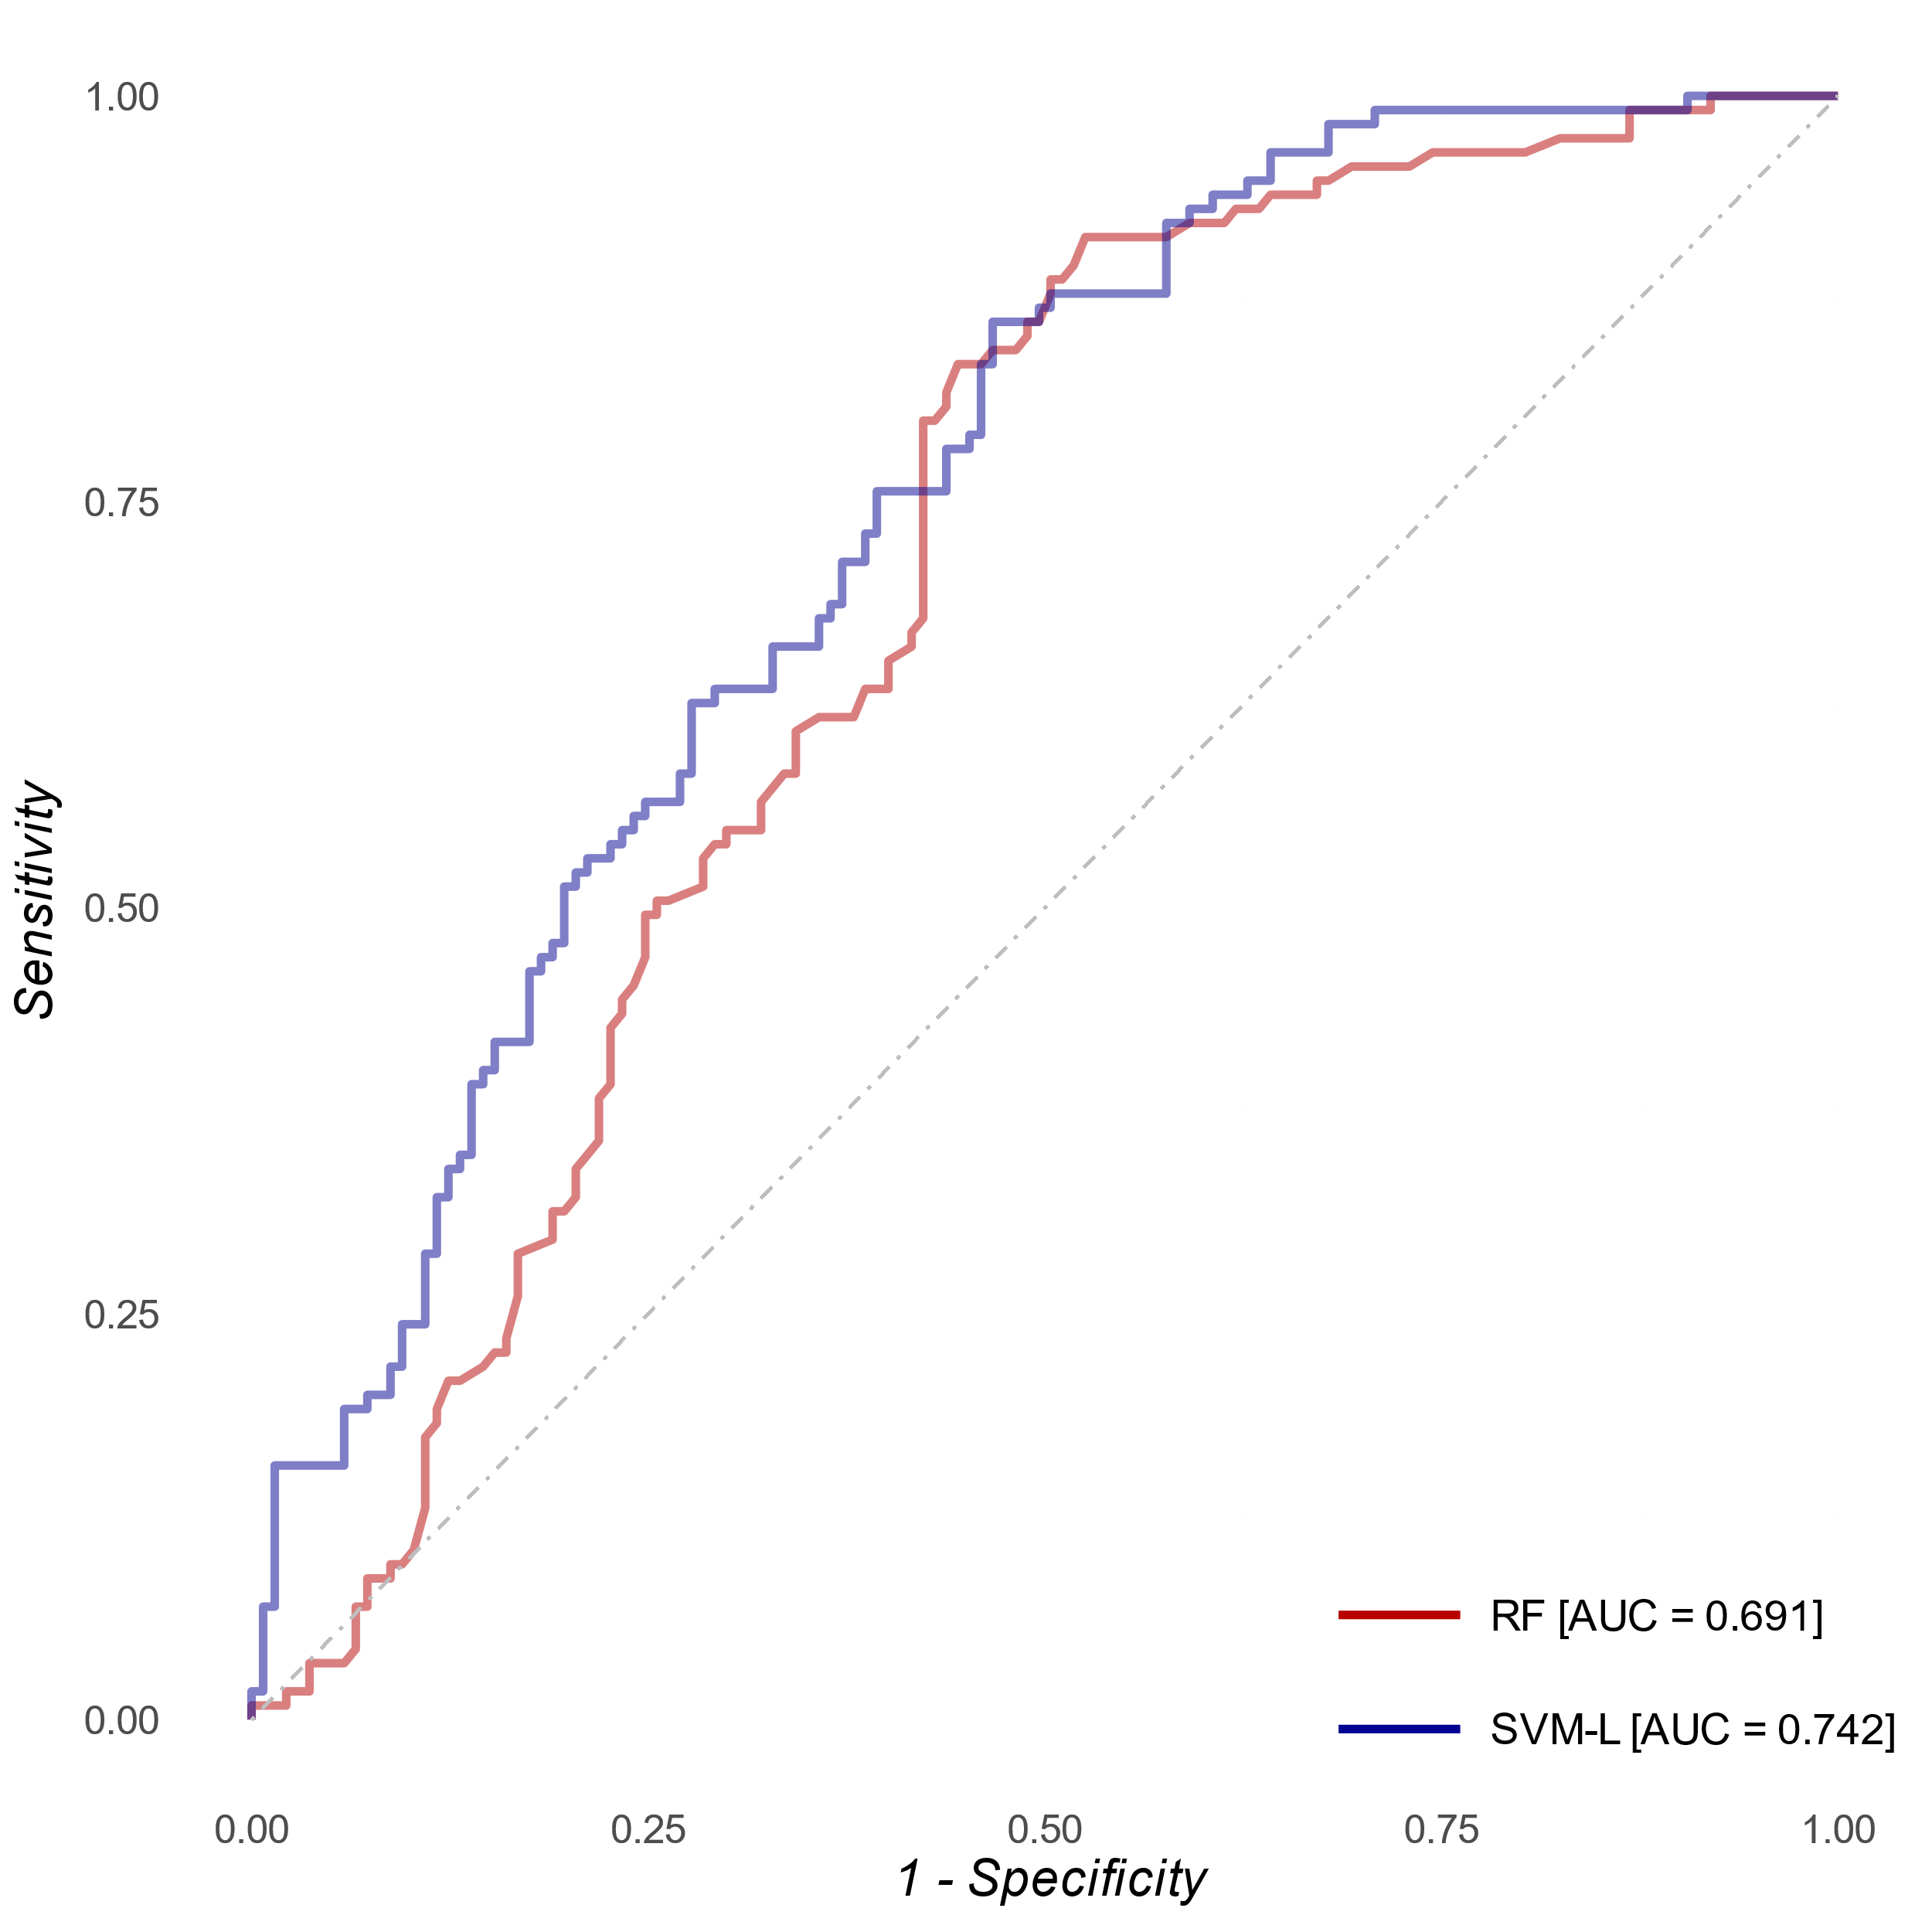 1.00
0.75
0.50
0.25
0.00
Sensitivity
RF [AUC = 0.691]
SVM-L [AUC = 0.742]
0.00 0.25 0.50 0.75 1.00
1 - Specificity